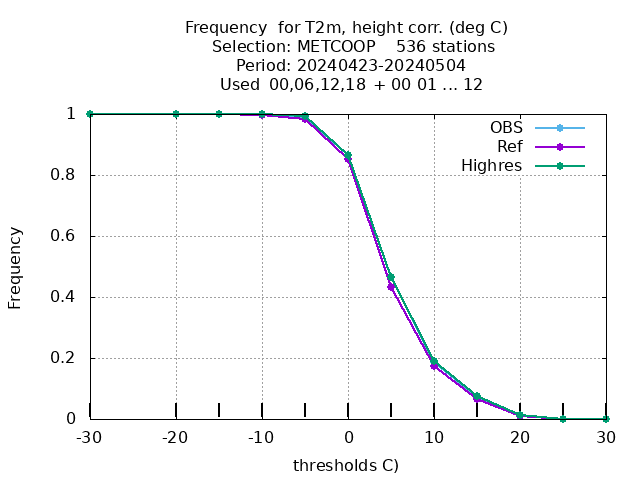 Frequency  for T2m, height corr. (deg C)
Selection: METCOOP    536 stations
Period: 20240423-20240504
Used  00,06,12,18  + 00 01 ... 12
OBS
Ref
Highres
1
0.8
0.6
0.4
0.2
0
Frequency
-30 -20 -10 0 10 20 30
thresholds C)